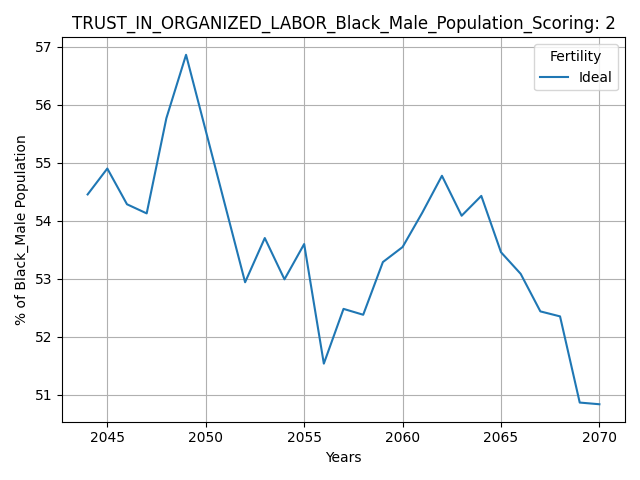 TRUST_IN_ORGANIZED_LABOR_Black_Male_Population_Scoring: 2
Fertility
Ideal
57
56
55
54
53
52
51
% of Black_Male Population
2045 2050 2055 2060 2065 2070
Years